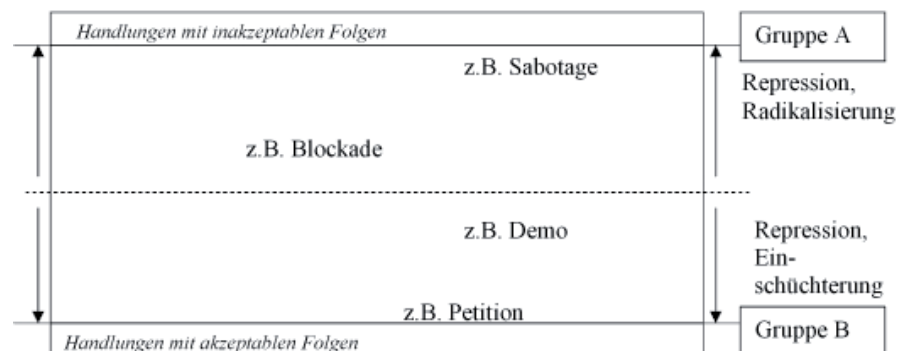 Handlungen mit inakzeptablen Folgen
Gruppe A
z.B. Sabotage
Repression,
Radikalisierung
z.B. Blockade
z.B. Demo
Repression,
Ein-
schüchterung
z.B. Petition
Gruppe B
Handlungen mit akzeptablen Folgen